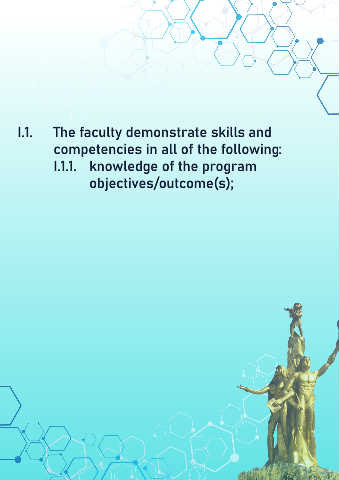 I.1. The faculty demonstrate skills and
competencies in all of the following:
I.1.1. knowledge of the program
objectives/outcome(s);